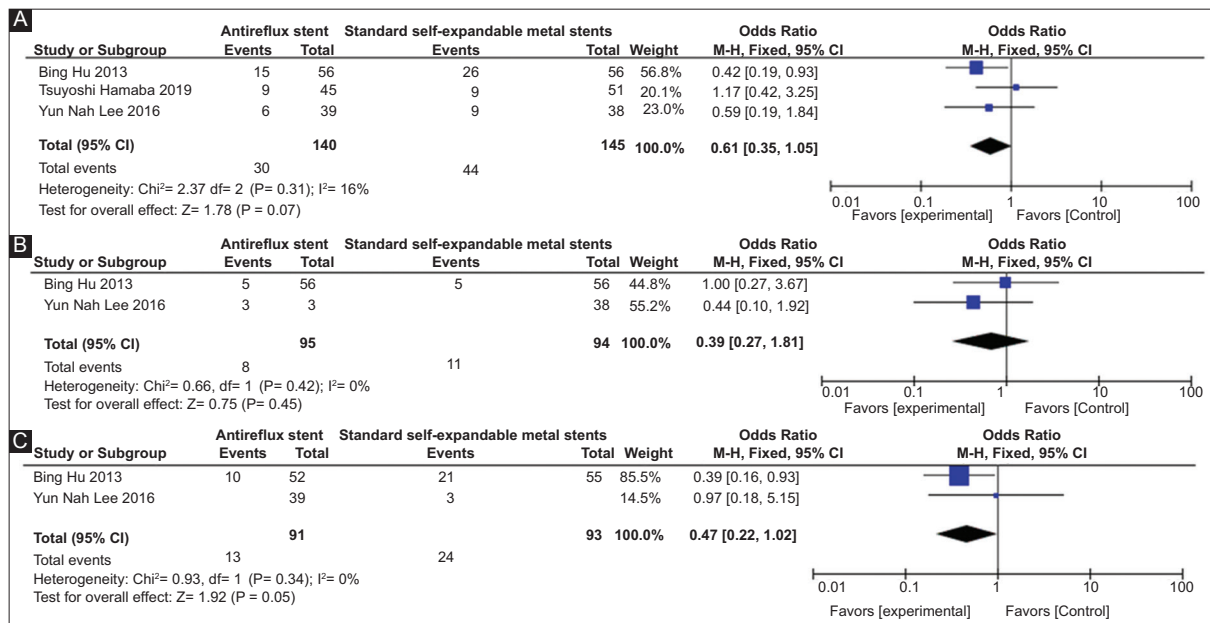 A
Antireflux stent Standard self-expandable metal stents Odds Ratio Odds Ratio
Study or Subgroup Events Total Events Total Weight M-H, Fixed, 95% CI M-H, Fixed, 95% CI
Bing Hu 2013 15 56 26 56 56.8% 0.42 [0.19, 0.93]
Tsuyoshi Hamaba 2019 9 45 9 51 20.1% 1.17 [0.42, 3.25]
Yun Nah Lee 2016 6 39 9 38 23.0% 0.59 [0.19, 1.84]
Total (95% CI) 140 145 100.0% 0.61 [0.35, 1.05]
Total events 30 44
Heterogeneity: Chi²= 2.37 df= 2 (P= 0.31); I²= 16%
Test for overall effect: Z= 1.78 (P = 0.07)
0.01 0.1 1 10 100
Favors [experimental] Favors [Control]
B
Antireflux stent Standard self-expandable metal stents Odds Ratio Odds Ratio
Study or Subgroup Events Total Events Total Weight M-H, Fixed, 95% CI M-H, Fixed, 95% CI
Bing Hu 2013 5 56 5 56 44.8% 1.00 [0.27, 3.67]
Yun Nah Lee 2016 3 3 38 55.2% 0.44 [0.10, 1.92]
Total (95% CI) 95 94 100.0% 0.39 [0.27, 1.81]
Total events 8 11
Heterogeneity: Chi²= 0.66, df= 1 (P= 0.42); I²= 0%
Test for overall effect: Z = 0.75 (P = 0.45)
0.01 0.1 1 10 100
Favors [experimental] Favors [Control]
C
Antireflux stent Standard self-expandable metal stents Odds Ratio Odds Ratio
Study or Subgroup Events Total Events Total Weight M-H, Fixed, 95% CI M-H, Fixed, 95% CI
Bing Hu 2013 10 52 21 55 85.5% 0.39 [0.16, 0.93]
Yun Nah Lee 2016 39 3 14.5% 0.97 [0.18, 5.15]
Total (95% CI) 91 93 100.0% 0.47 [0.22, 1.02]
Total events 13 24
Heterogeneity: Chi²= 0.93, df= 1 (P= 0.34); I²= 0%
Test for overall effect: Z= 1.92 (P = 0.05)
0.01 0.1 1 10 100
Favors [experimental] Favors [Control]